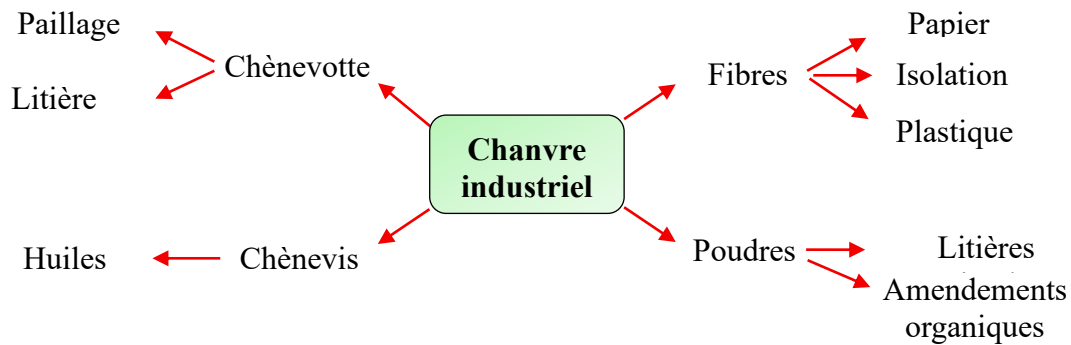 Paillage
Chènevotte
Litière
Papier
Fibres
Isolation
Plastique
Chanvre
industriel
Huiles
Chènevis
Poudres
Litières
Amendements
organiques